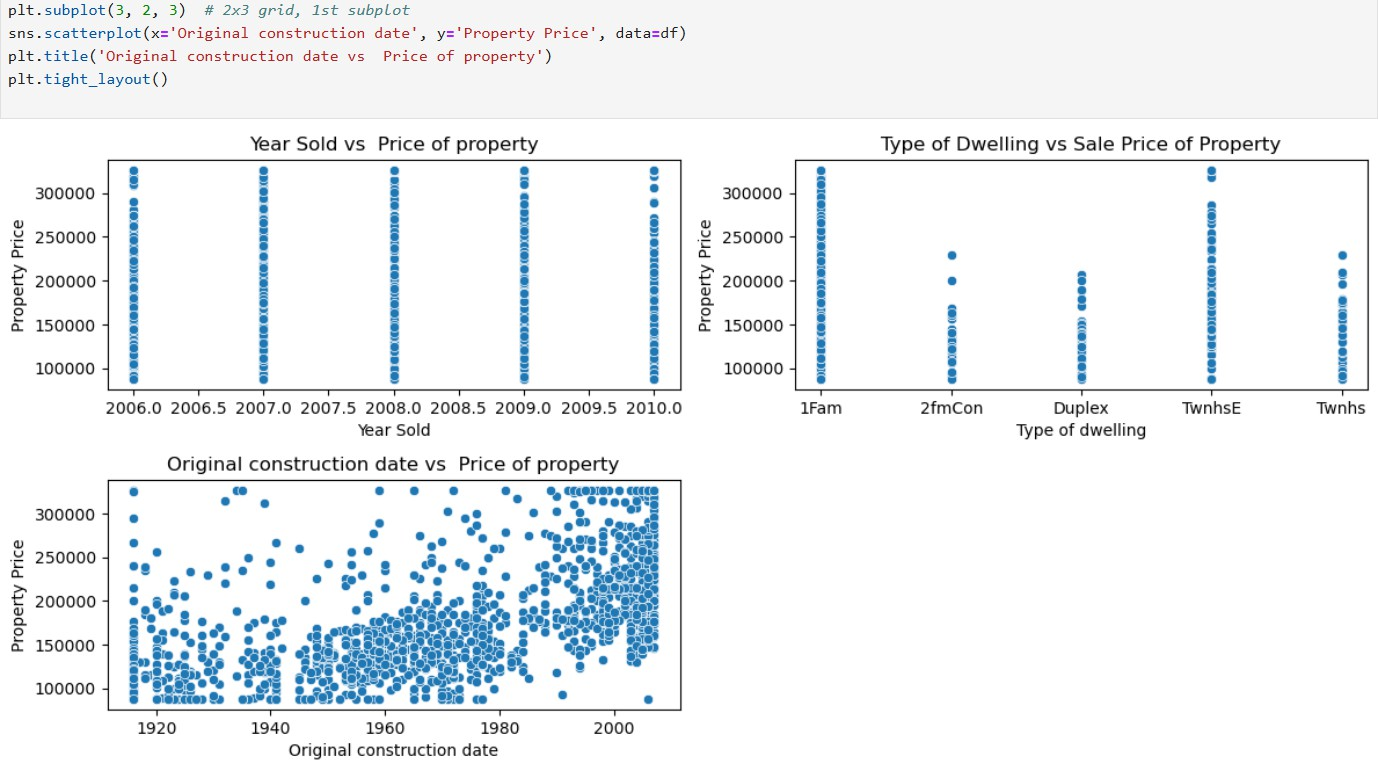 plt.subplot(3, 2, 3)  # 2x3 grid, 1st subplot
sns.scatterplot(x='Original construction date', y='Property Price', data=df)
plt.title('Original construction date vs  Price of property')
plt.tight_layout()
Year Sold vs  Price of property
Property Price
300000
250000
200000
150000
100000
2006.0 2006.5 2007.0 2007.5 2008.0 2008.5 2009.0 2009.5 2010.0
Year Sold
Type of Dwelling vs Sale Price of Property
Property Price
300000
250000
200000
150000
100000
1Fam 2fmCon Duplex TwnhsE Twnhs
Type of dwelling
Original construction date vs  Price of property
Property Price
300000
250000
200000
150000
100000
1920 1940 1960 1980 2000
Original construction date